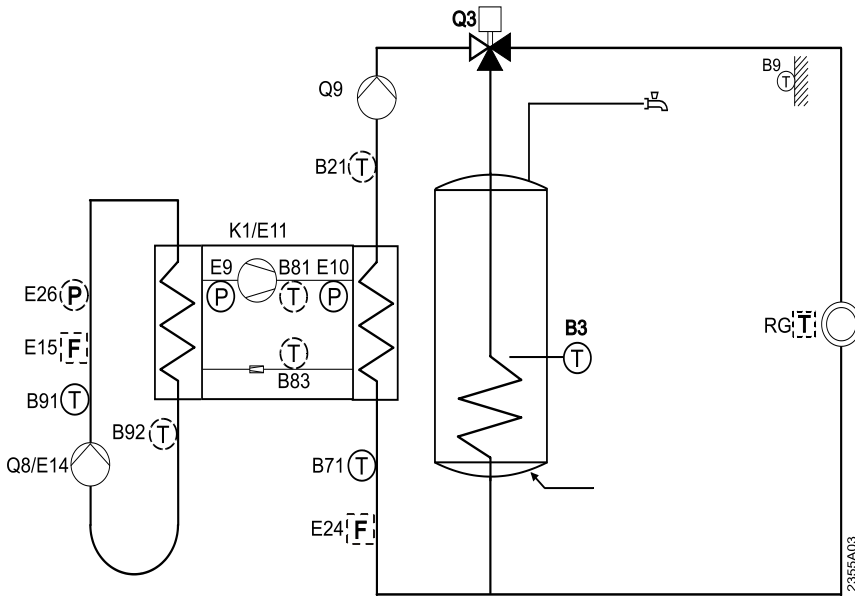 Q3
B9
T
Q9
B21 T
K1/E11
E9 B81 E10
P T P
E26 P
E15 F
T
B83
RG T
B3
T
B91 T
B92 T
Q8/E14
B71 T
E24 F
2355A03